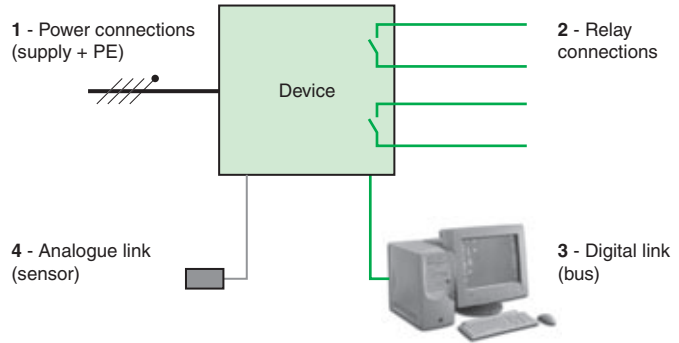 1 - Power connections
(supply + PE)
Device
2 - Relay
connections
4 - Analogue link
(sensor)
3 - Digital link
(bus)